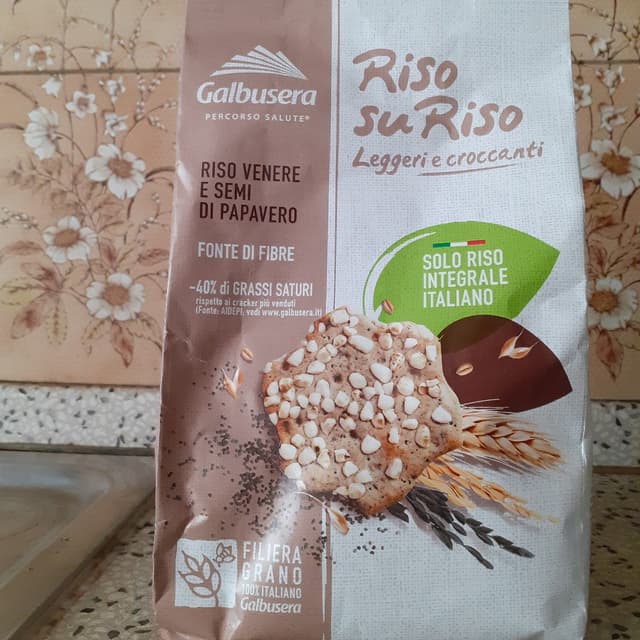 Galbusera
PERCORSO SALUTE®
RISO VENERE
E SEMI
DI PAPAVERO
FONTE DI FIBRE
-40% di GRASSI SATURI
rispetto ai cracker più venduti
(Fonte: AIDEPI, vedi www.galbusera.it)
FILIERA
GRANO
100% ITALIANO
Galbusera
Riso
su Riso
Leggeri e croccanti
SOLO RISO
INTEGRALE
ITALIANO